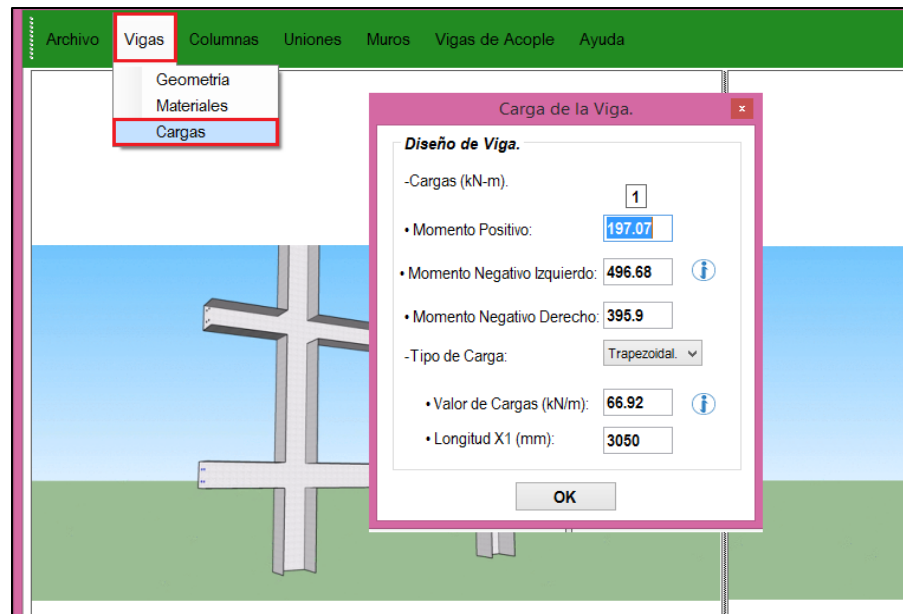 Archivo Vigas Columnas Uniones Muros Vigas de Acople Ayuda
Geometria
Materiales
Cargas
Carga de la Viga. x
Diseño de Viga.
-Cargas (kN-m).
1
• Momento Positivo: 197.07
• Momento Negativo Izquierdo: 496.68 i
• Momento Negativo Derecho: 395.9
-Tipo de Carga: Trapezoidal.
• Valor de Cargas (kN/m): 66.92 i
• Longitud X1 (mm): 3050
OK